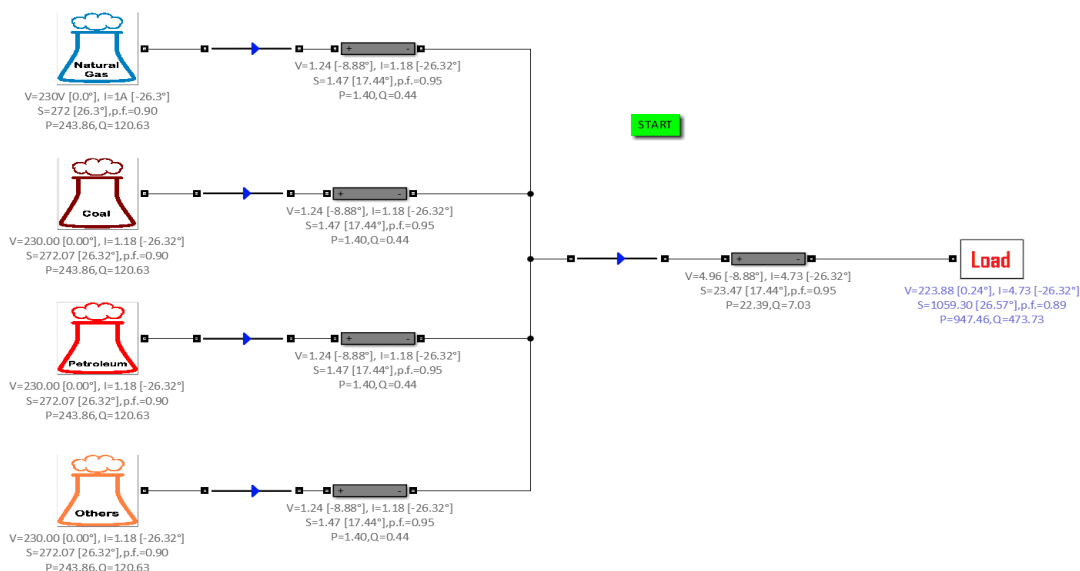 Natural
Gas
V=230V [0.0°], I=1A [-26.3°]
S=272 [26.3°],p.f.=0.90
P=243.86,Q=120.63
+ -
V=1.24 [-8.88°], I=1.18 [-26.32°]
S=1.47 [17.44°],p.f.=0.95
P=1.40,Q=0.44
START
Coal
V=230.00 [0.00°], I=1.18 [-26.32°]
S=272.07 [26.32°],p.f.=0.90
P=243.86,Q=120.63
+ -
V=1.24 [-8.88°], I=1.18 [-26.32°]
S=1.47 [17.44°],p.f.=0.95
P=1.40,Q=0.44
+ -
V=4.96 [-8.88°], I=4.73 [-26.32°]
S=23.47 [17.44°],p.f.=0.95
P=22.39,Q=7.03
Load
V=223.88 [0.24°], I=4.73 [-26.32°]
S=1059.30 [26.57°],p.f.=0.89
P=947.46,Q=473.73
Petroleum
V=230.00 [0.00°], I=1.18 [-26.32°]
S=272.07 [26.32°],p.f.=0.90
P=243.86,Q=120.63
+ -
V=1.24 [-8.88°], I=1.18 [-26.32°]
S=1.47 [17.44°],p.f.=0.95
P=1.40,Q=0.44
Others
V=230.00 [0.00°], I=1.18 [-26.32°]
S=272.07 [26.32°],p.f.=0.90
P=243.86,Q=120.63
+ -
V=1.24 [-8.88°], I=1.18 [-26.32°]
S=1.47 [17.44°],p.f.=0.95
P=1.40,Q=0.44